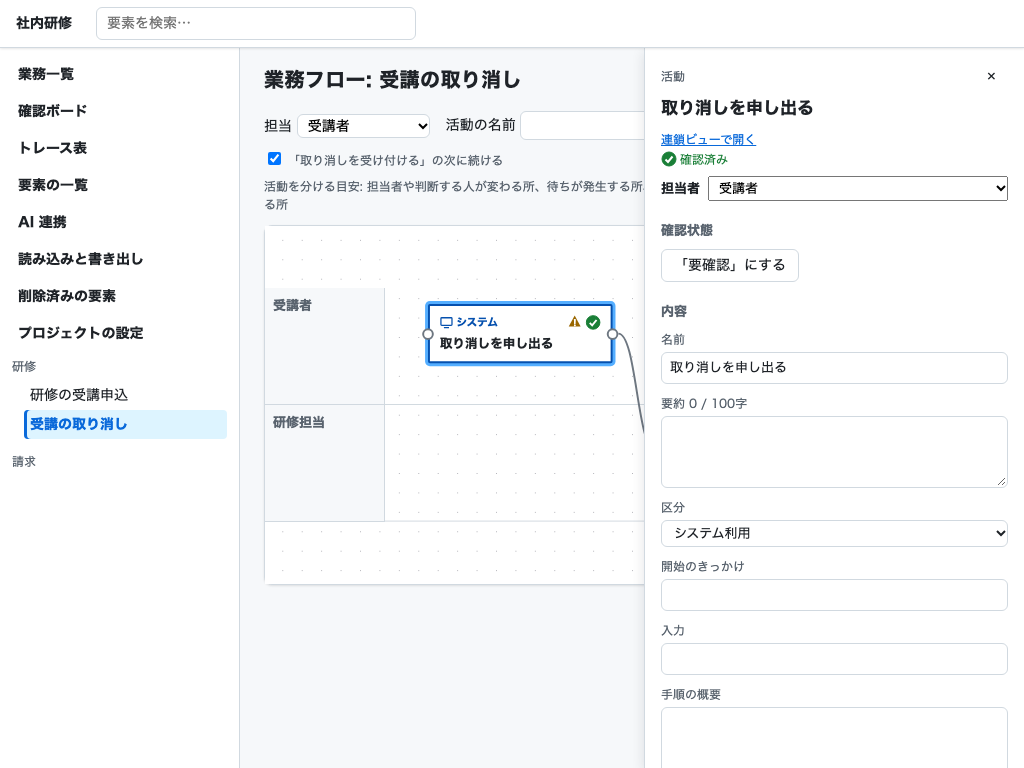 社内研修
要素を検索…
業務一覧
確認ボード
トレース表
要素の一覧
AI 連携
読み込みと書き出し
削除済みの要素
プロジェクトの設定
研修
研修の受講申込
受講の取り消し
請求
業務フロー: 受講の取り消し
担当
受講者
活動の名前
「取り消しを受け付ける」の次に続ける
活動を分ける目安: 担当者や判断する人が変わる所、待ちが発生する所
る所
受講者
システム
取り消しを申し出る
研修担当
活動
×
取り消しを申し出る
連鎖ビューで開く
確認済み
担当者
受講者
確認状態
「要確認」にする
内容
名前
取り消しを申し出る
要約 0 / 100字
区分
システム利用
開始のきっかけ
入力
手順の概要